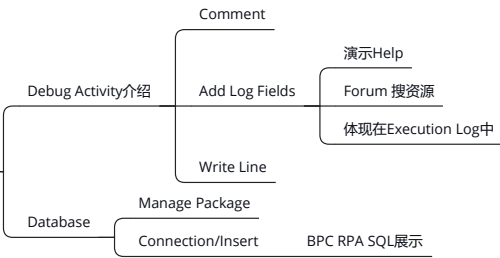 Comment
演示Help
Debug Activity介绍
Add Log Fields
Forum 搜资源
体现在Execution Log中
Write Line
Manage Package
Database
Connection/Insert
BPC RPA SQL展示